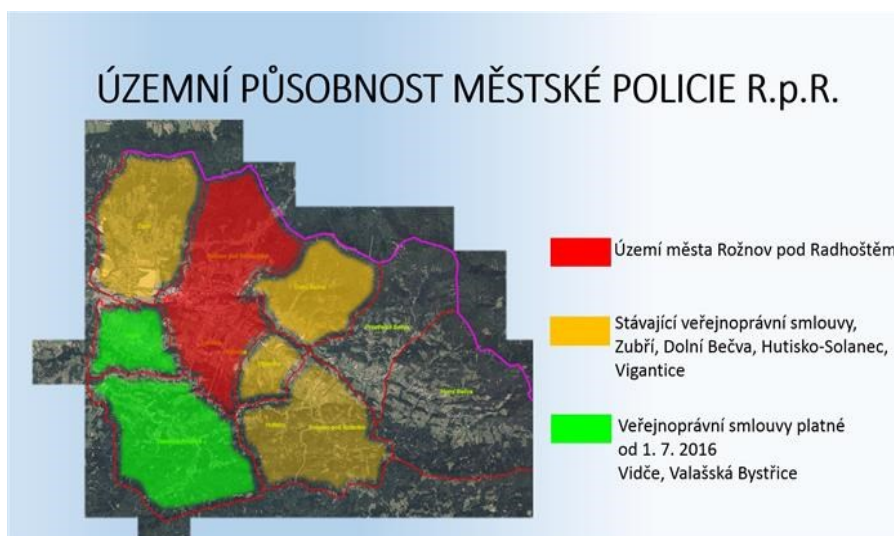 ÚZEMNÍ PŮSOBNOST MĚSTSKÉ POLICIE R.p.R.
Území města Rožnov pod Radhoštěm
Stávající veřejnoprávní smlouvy,
Zubří, Dolní Bečva, Hutisko-Solanec,
Vigantice
Veřejnoprávní smlouvy platné
od 1. 7. 2016
Vidče, Valašská Bystřice